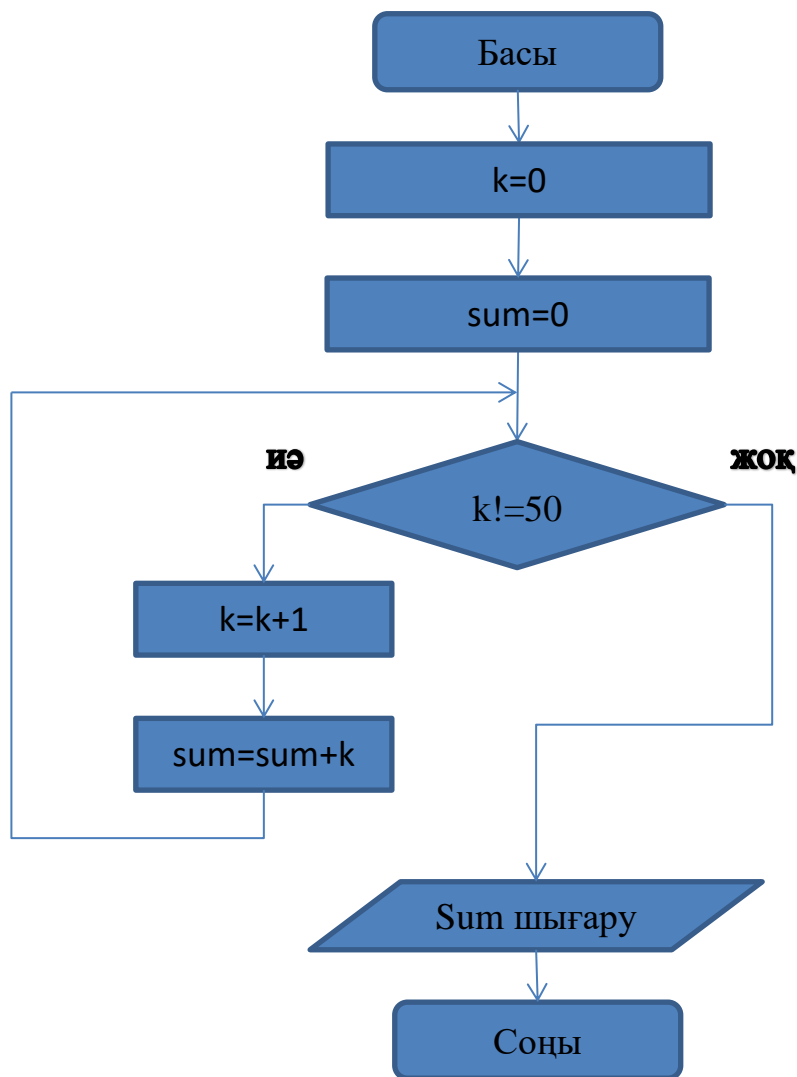 Басы
k=0
sum=0
иә
жоқ
k!=50
k=k+1
sum=sum+k
Sum шығару
Соңы